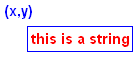 (x,y)
this is a string